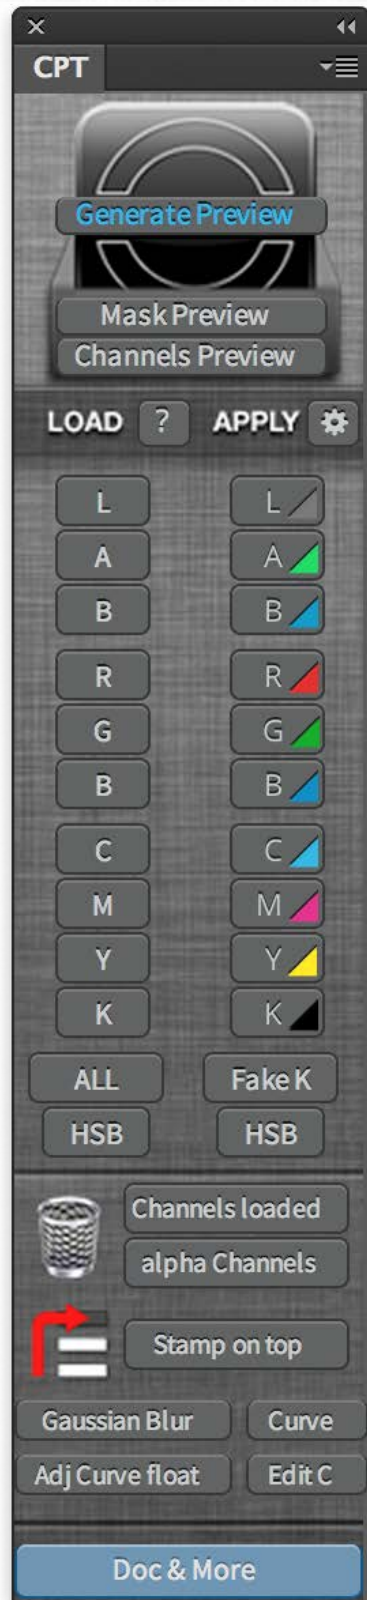 CPT
Generate Preview
Mask Preview
Channels Preview
LOAD ? APPLY
L L
A A
B B
R R
G G
B B
C C
M M
Y Y
K K
ALL Fake K
HSB HSB
Channels loaded
alpha Channels
Stamp on top
Gaussian Blur Curve
Adj Curve float Edit C
Doc & More